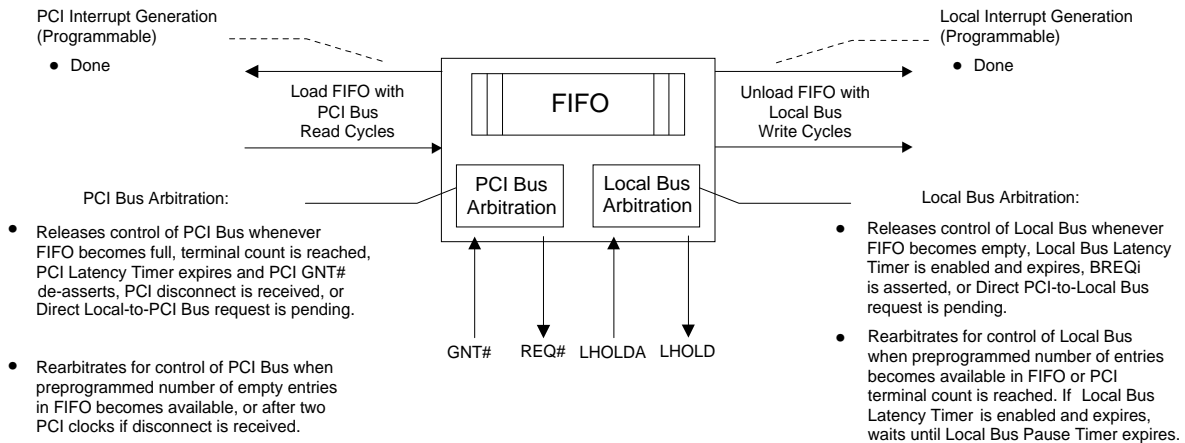 PCI Interrupt Generation
(Programmable)
● Done
Local Interrupt Generation
(Programmable)
● Done
Load FIFO with
PCI Bus
Read Cycles
FIFO
Unload FIFO with
Local Bus
Write Cycles
PCI Bus
Arbitration
Local Bus
Arbitration
PCI Bus Arbitration:
● Releases control of PCI Bus whenever
FIFO becomes full, terminal count is reached,
PCI Latency Timer expires and PCI GNT#
de-asserts, PCI disconnect is received, or
Direct Local-to-PCI Bus request is pending.
● Rearbitrates for control of PCI Bus when
preprogrammed number of empty entries
in FIFO becomes available, or after two
PCI clocks if disconnect is received.
GNT#
REQ#
LHOLDA
LHOLD
Local Bus Arbitration:
● Releases control of Local Bus whenever
FIFO becomes empty, Local Bus Latency
Timer is enabled and expires, BREQi
is asserted, or Direct PCI-to-Local Bus
request is pending.
● Rearbitrates for control of Local Bus
when preprogrammed number of entries
becomes available in FIFO or PCI
terminal count is reached. If Local Bus
Latency Timer is enabled and expires,
waits until Local Bus Pause Timer expires.